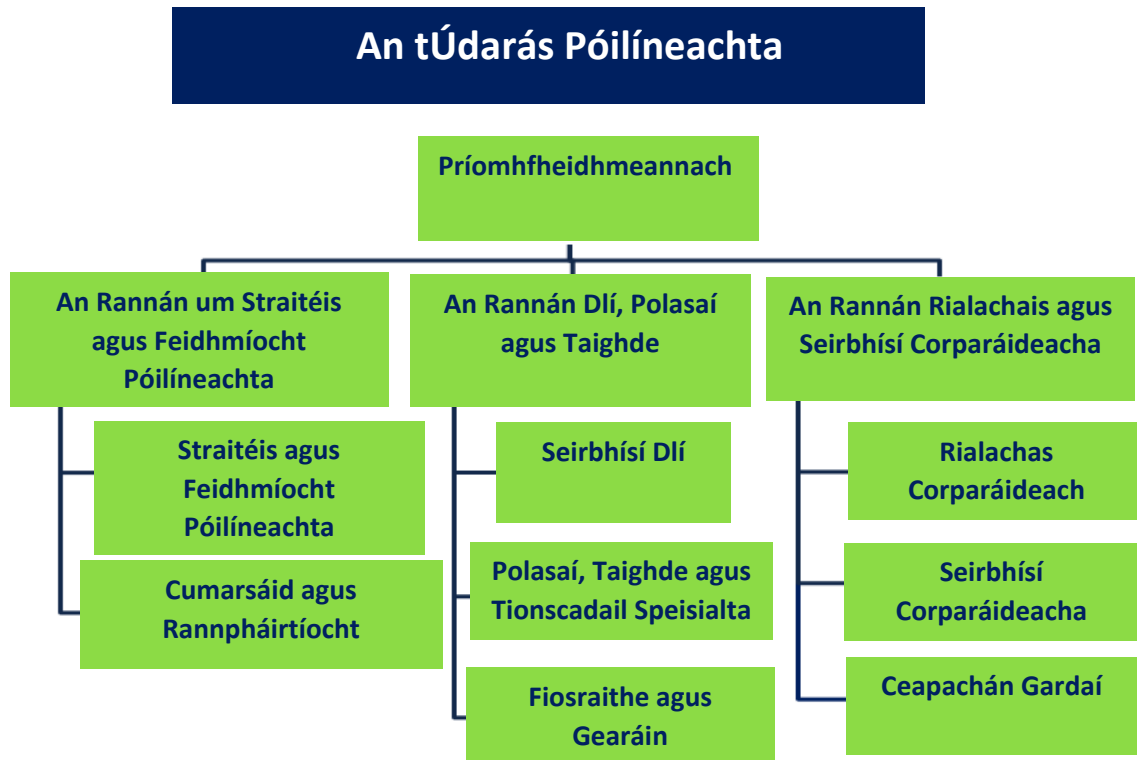 An tÚdarás Póilíneachta
Príomhfheidhmeannach
An Rannán um Straitéis
agus Feidhmíocht
Póilíneachta
Straitéis agus
Feidhmíocht
Póilíneachta
Cumarsáid agus
Rannpháirtíocht
An Rannán Dlí, Polasaí
agus Taighde
Seirbhísí Dlí
Polasaí, Taighde agus
Tionscadail Speisialta
Fiosraithe agus
Gearáin
An Rannán Rialachais agus
Seirbhísí Corparáideacha
Rialachas
Corparáideach
Seirbhísí
Corparáideacha
Ceapachán Gardaí